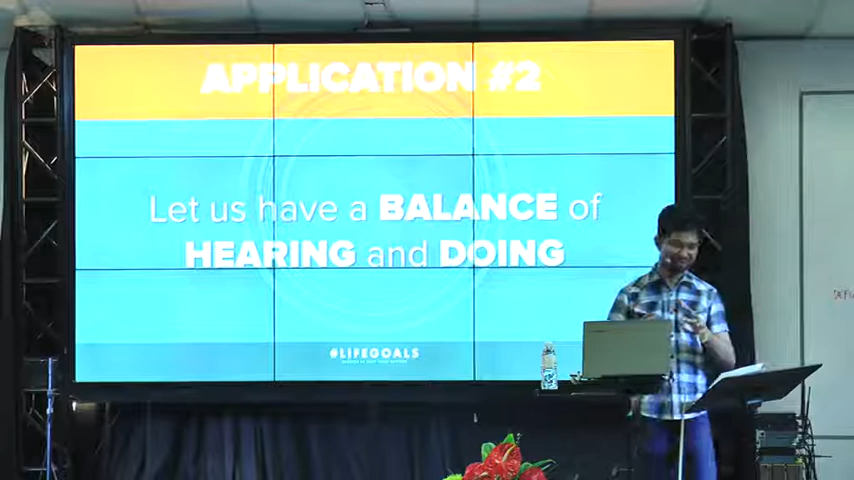 APPLICATION #2
Let us have a BALANCE of
HEARING and DOING
#LIFEGOALS